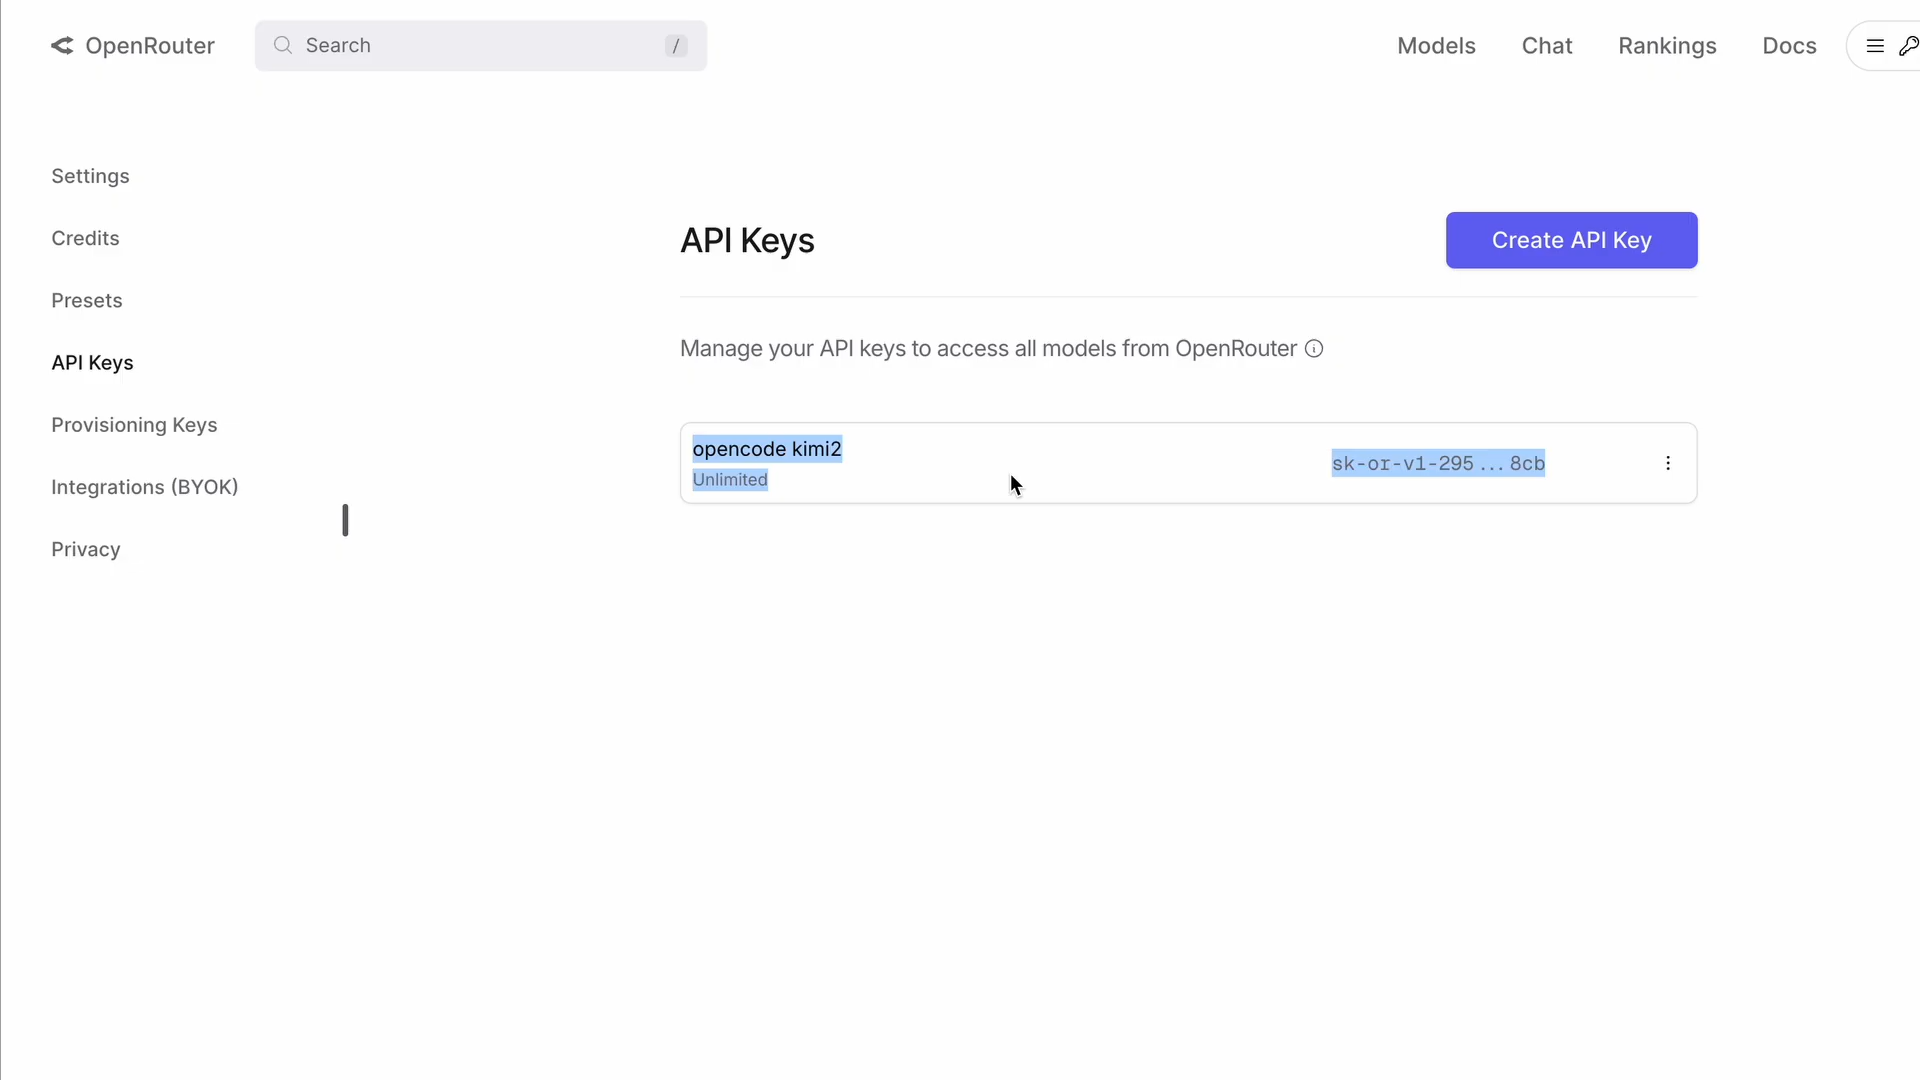 OpenRouter
Search
/
Models
Chat
Rankings
Docs
Settings
Credits
Presets
API Keys
Provisioning Keys
Integrations (BYOK)
Privacy
API Keys
Create API Key
Manage your API keys to access all models from OpenRouter
opencode kimi2
Unlimited
sk-or-v1-295...8cb